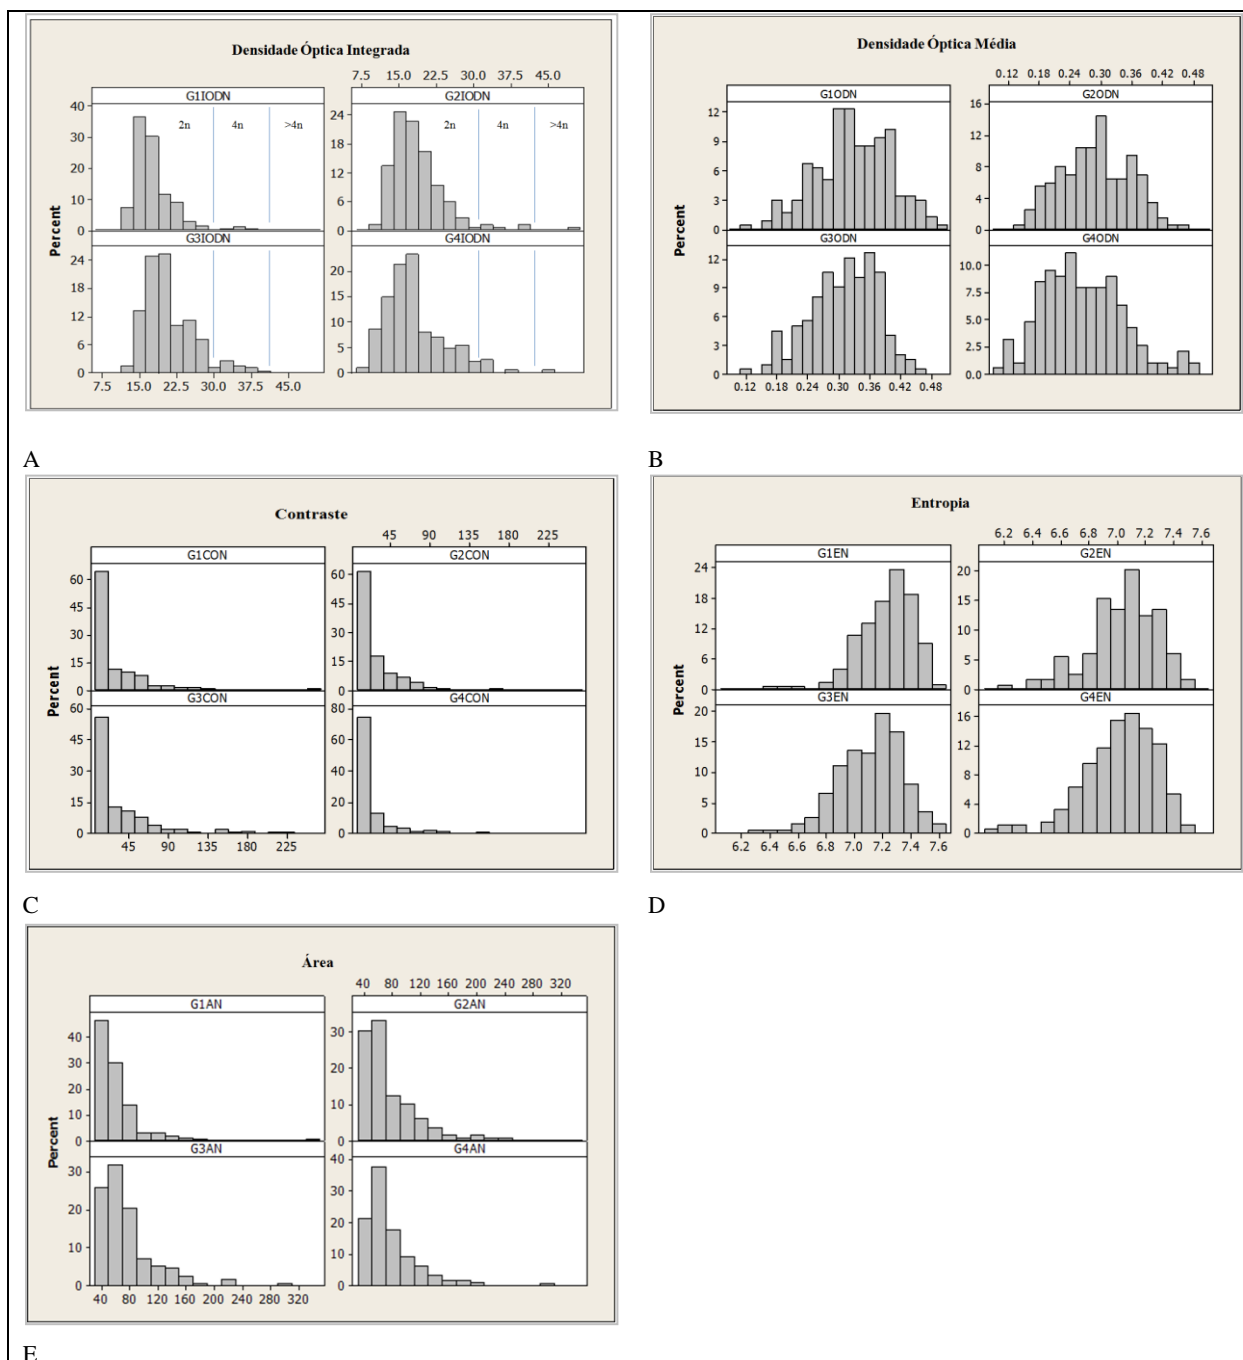 Densidade Óptica Integrada
7.5 15.0 22.5 30.0 37.5 45.0
G1IODN G2IODN
40
30
20
10
0
2n 4n >4n
24
18
12
6
0
2n 4n >4n
Percent
G3IODN G4IODN
24
18
12
6
0
20
15
10
5
0
7.5 15.0 22.5 30.0 37.5 45.0
A
Densidade Óptica Média
0.12 0.18 0.24 0.30 0.36 0.42 0.48
G1ODN G2ODN
12
9
6
3
0
16
12
8
4
0
Percent
G3ODN G4ODN
12
9
6
3
0
10.0
7.5
5.0
2.5
0.0
0.12 0.18 0.24 0.30 0.36 0.42 0.48
B
Contraste
45 90 135 180 225
G1CON G2CON
60
45
30
15
0
60
45
30
15
0
Percent
G3CON G4CON
60
45
30
15
0
80
60
40
20
0
45 90 135 180 225
C
Entropia
6.2 6.4 6.6 6.8 7.0 7.2 7.4 7.6
G1EN G2EN
24
18
12
6
0
20
15
10
5
0
Percent
G3EN G4EN
20
15
10
5
0
16
12
8
4
0
6.2 6.4 6.6 6.8 7.0 7.2 7.4 7.6
D
Área
40 80 120 160 200 240 280 320
G1AN G2AN
40
30
20
10
0
30
20
10
0
Percent
G3AN G4AN
30
20
10
0
40
30
20
10
0
40 80 120 160 200 240 280 320
E